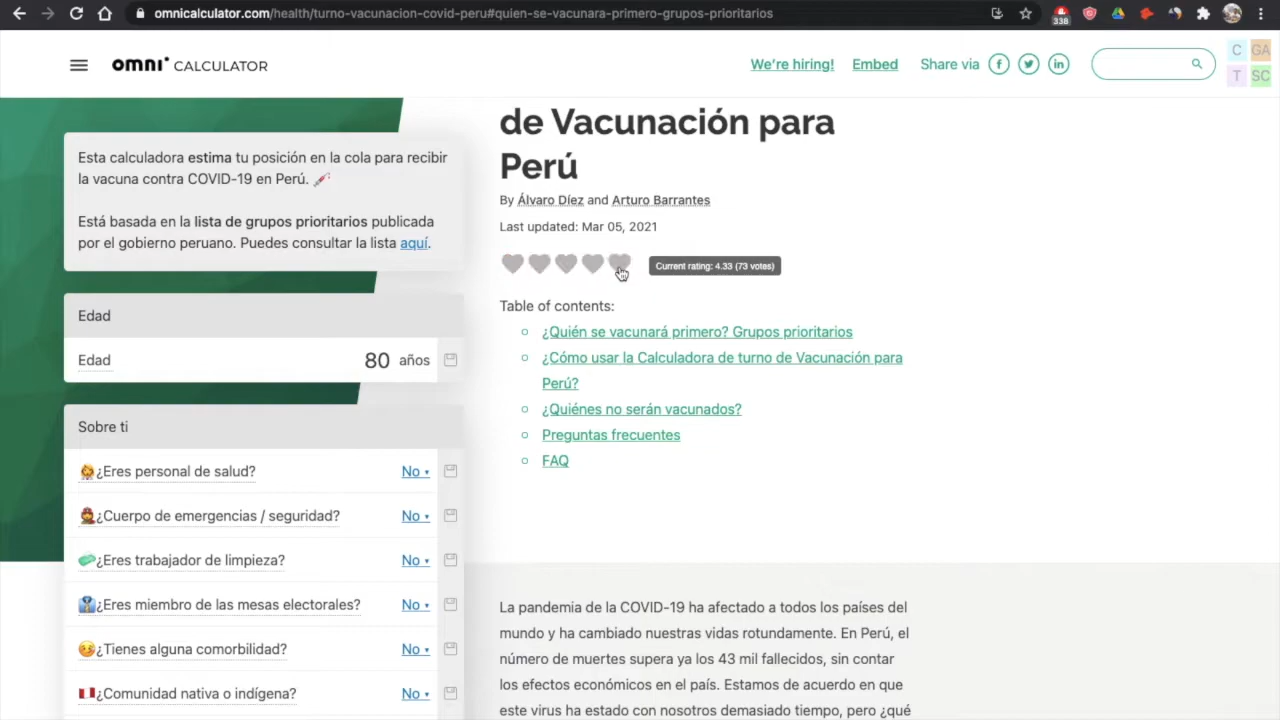 omnicalculator.com/health/turno-vacunacion-covid-peru#quien-se-vacunara-primero-grupos-prioritarios
338
omni CALCULATOR
We're hiring!
Embed
Share via
C GA
T SC
de Vacunación para
Perú
By Álvaro Díez and Arturo Barrantes
Last updated: Mar 05, 2021
Current rating: 4.33 (73 votes)
Table of contents:
¿Quién se vacunará primero? Grupos prioritarios
¿Cómo usar la Calculadora de turno de Vacunación para
Perú?
¿Quiénes no serán vacunados?
Preguntas frecuentes
FAQ
Esta calculadora estima tu posición en la cola para recibir
la vacuna contra COVID-19 en Perú.
Está basada en la lista de grupos prioritarios publicada
por el gobierno peruano. Puedes consultar la lista aquí.
Edad
Edad 80 años
Sobre ti
¿Eres personal de salud? No
¿Cuerpo de emergencias / seguridad? No
¿Eres trabajador de limpieza? No
¿Eres miembro de las mesas electorales? No
¿Tienes alguna comorbilidad? No
¿Comunidad nativa o indígena? No
La pandemia de la COVID-19 ha afectado a todos los países del
mundo y ha cambiado nuestras vidas rotundamente. En Perú, el
número de muertes supera ya los 43 mil fallecidos, sin contar
los efectos económicos en el país. Estamos de acuerdo en que
este virus ha estado con nosotros demasiado tiempo, pero ¿qué